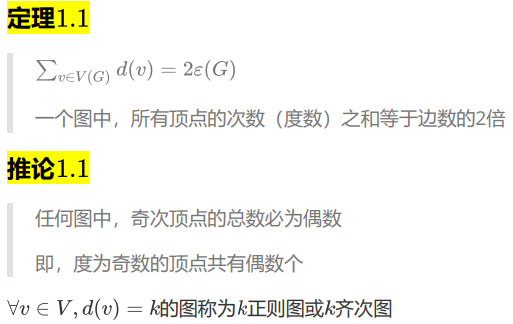 定理1.1
∑_{v∈V(G)} d(v) = 2ε(G)
一个图中，所有顶点的次数（度数）之和等于边数的2倍
推论1.1
任何图中，奇次顶点的总数必为偶数
即，度为奇数的顶点共有偶数个
∀v ∈ V, d(v) = k的图称为k正则图或k齐次图